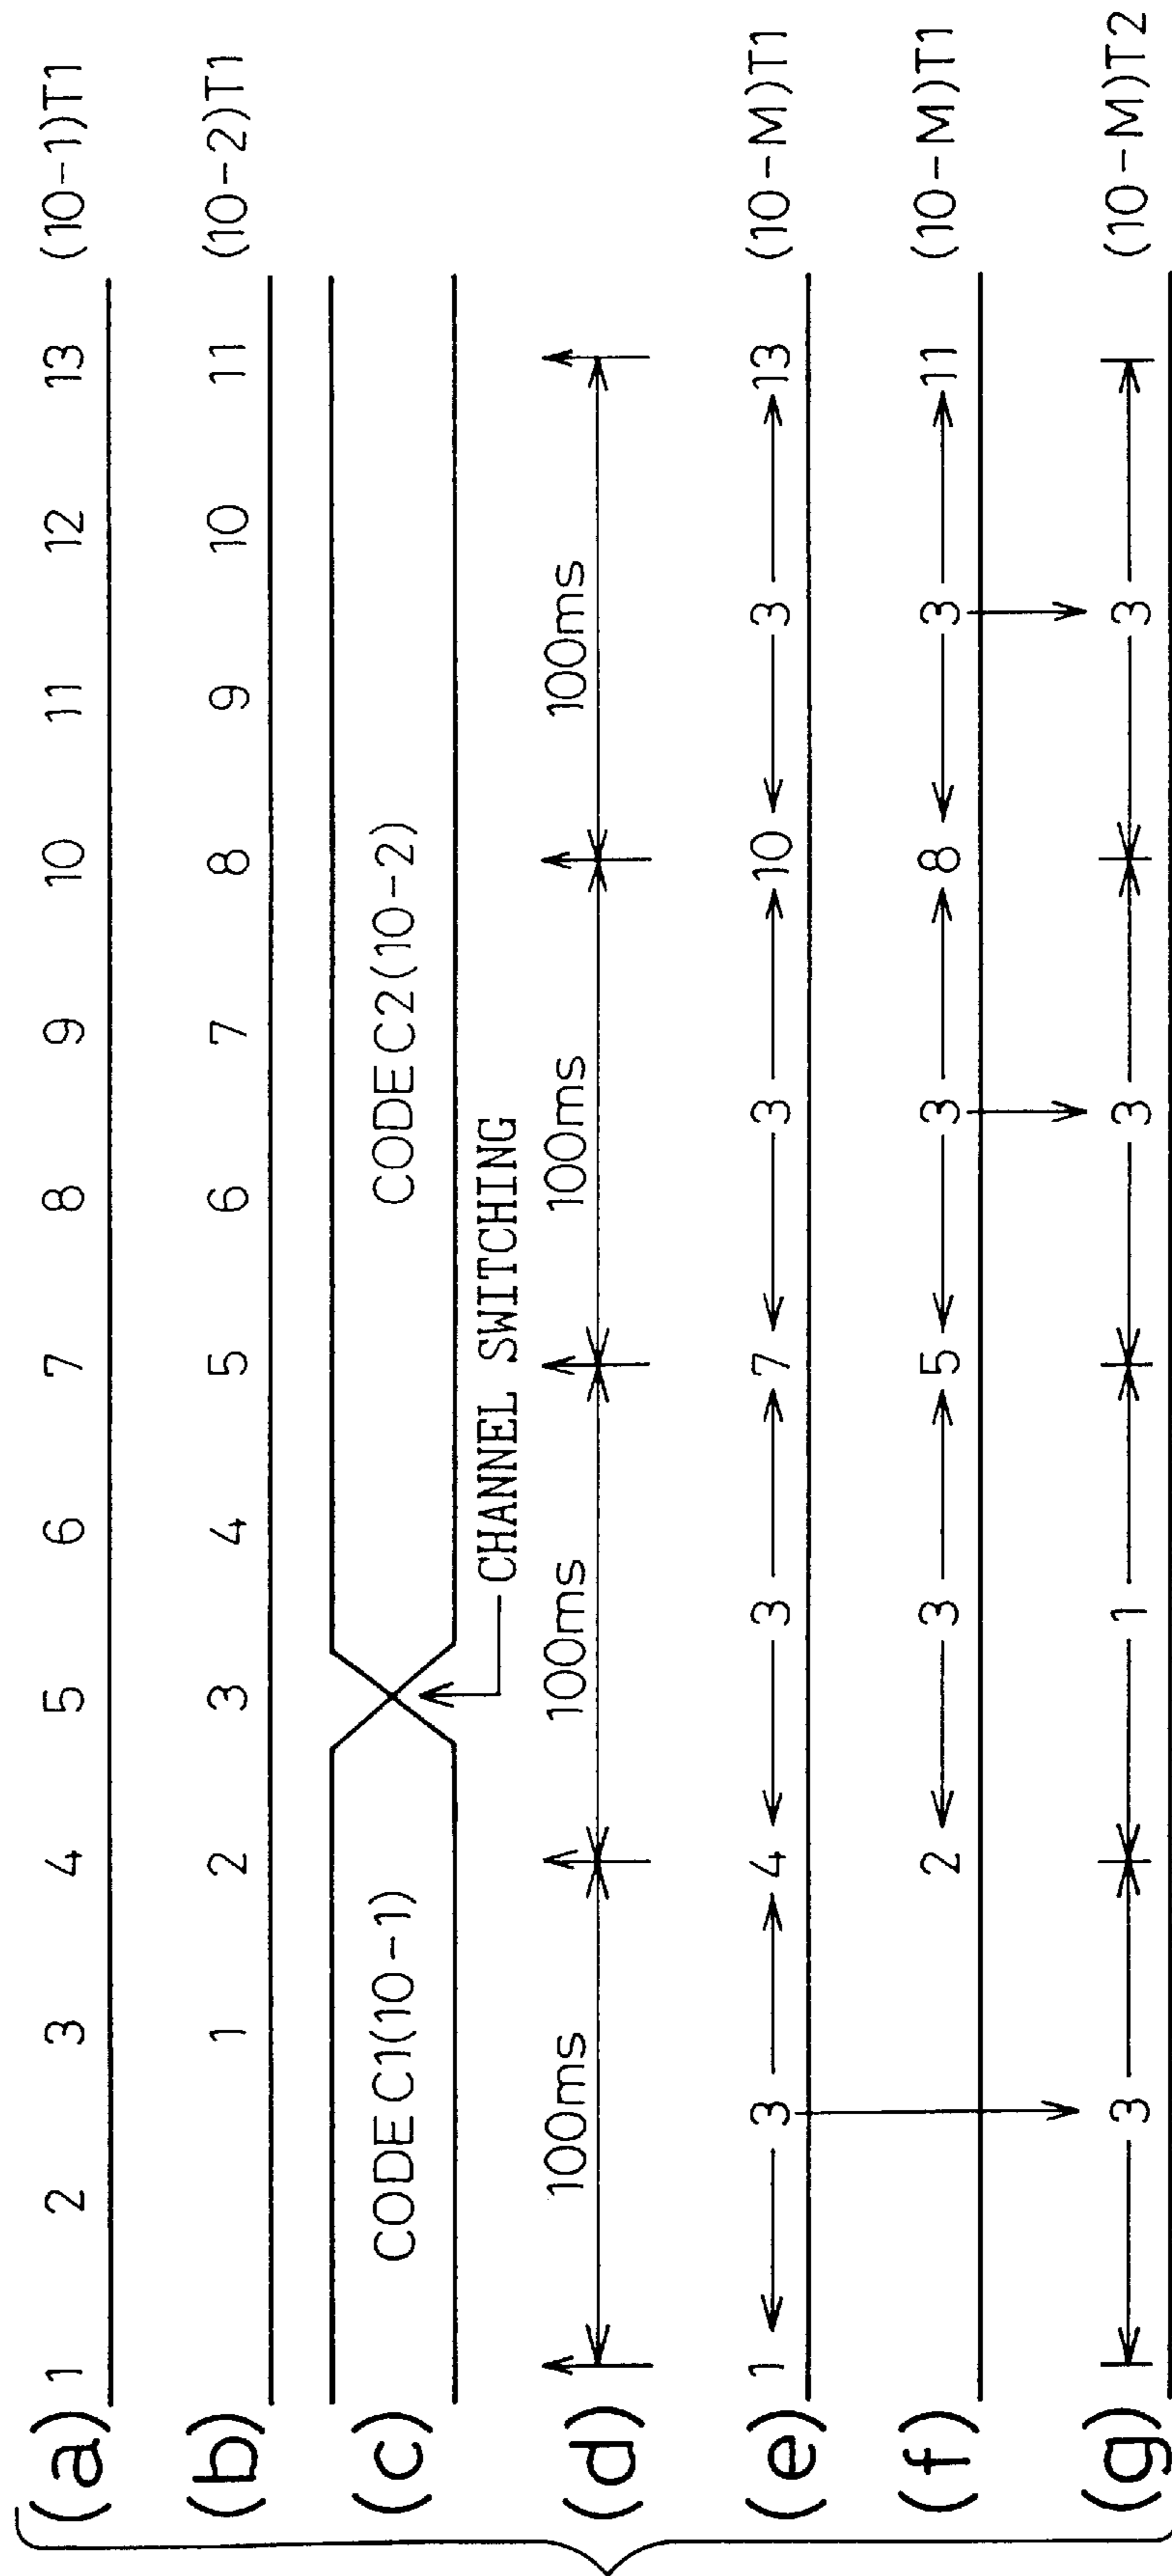 (a) 1 2 3 4 5 6 7 8 9 10 11 12 13 (10-1)T1
(b) 1 2 3 4 5 6 7 8 9 10 11 (10-2)T1
(c) CODE C1(10-1) CODE C2(10-2)
CHANNEL SWITCHING
(d) 100ms 100ms 100ms 100ms
(e) 1 3 4 3 7 3 10 3 13 (10-M)T1
(f) 2 3 5 3 8 3 11 (10-M)T1
(g) 3 1 3 3 (10-M)T2